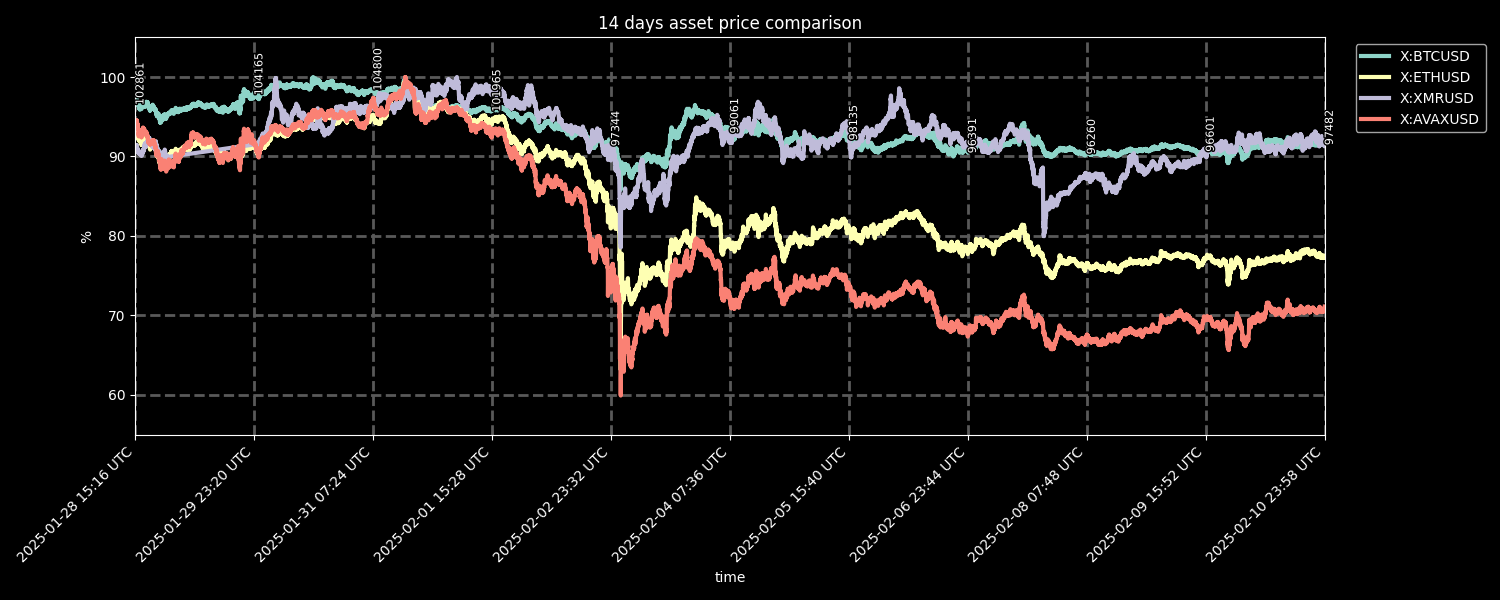 14 days asset price comparison
X:BTCUSD
X:ETHUSD
X:XMRUSD
X:AVAXUSD
%
100
90
80
70
60
102861
104165
104800
101965
97344
99061
98135
96391
96260
96601
97482
2025-01-28 15:16 UTC
2025-01-29 23:20 UTC
2025-01-31 07:24 UTC
2025-02-01 15:28 UTC
2025-02-02 23:32 UTC
2025-02-04 07:36 UTC
2025-02-05 15:40 UTC
2025-02-06 23:44 UTC
2025-02-08 07:48 UTC
2025-02-09 15:52 UTC
2025-02-10 23:58 UTC
time